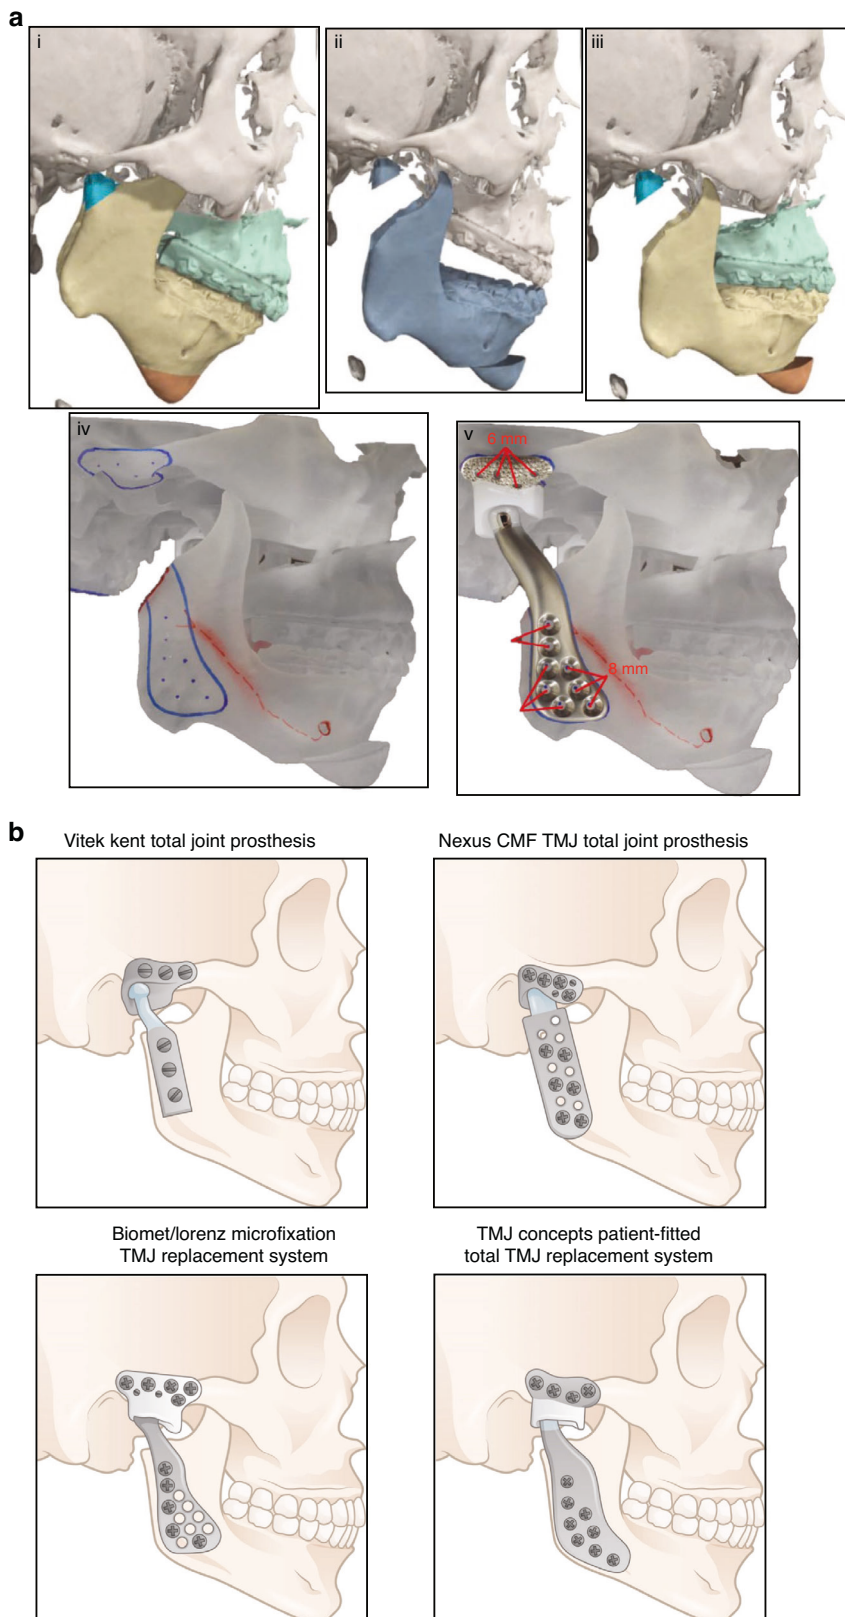 a
i
ii
iii
iv
v
6 mm
8 mm
b
Vitek kent total joint prosthesis
Nexus CMF TMJ total joint prosthesis
Biomet/lorenz microfixation
TMJ replacement system
TMJ concepts patient-fitted
total TMJ replacement system